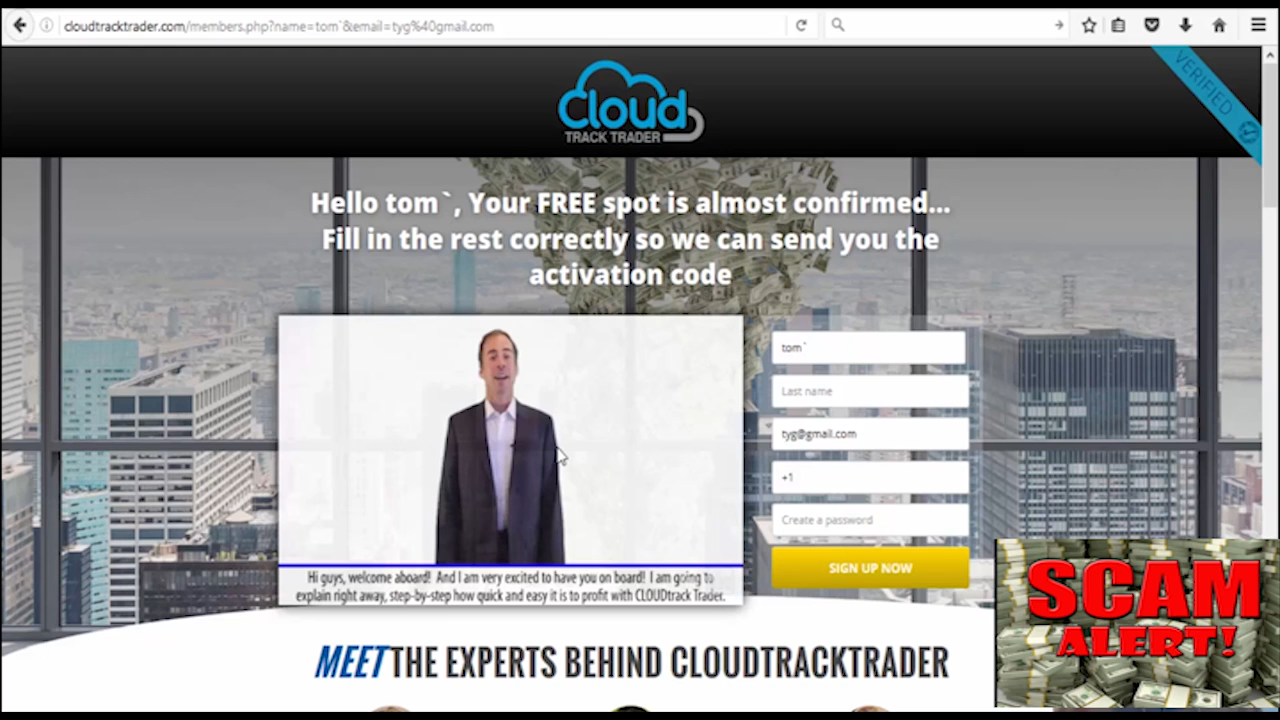 cloudtracktrader.com/members.php?name=tom`&email=tyg%40gmail.com
VERIFIED
Cloud
TRACK TRADER
Hello tom`, Your FREE spot is almost confirmed...
Fill in the rest correctly so we can send you the
activation code
tom`
Last name
tyg@gmail.com
+1
Create a password
SIGN UP NOW
Hi guys, welcome aboard! And I am very excited to have you on board! I am going to
explain right away, step-by-step how quick and easy it is to profit with CLOUDtrack Trader.
SCAM
ALERT!
MEET THE EXPERTS BEHIND CLOUDTRACKTRADER